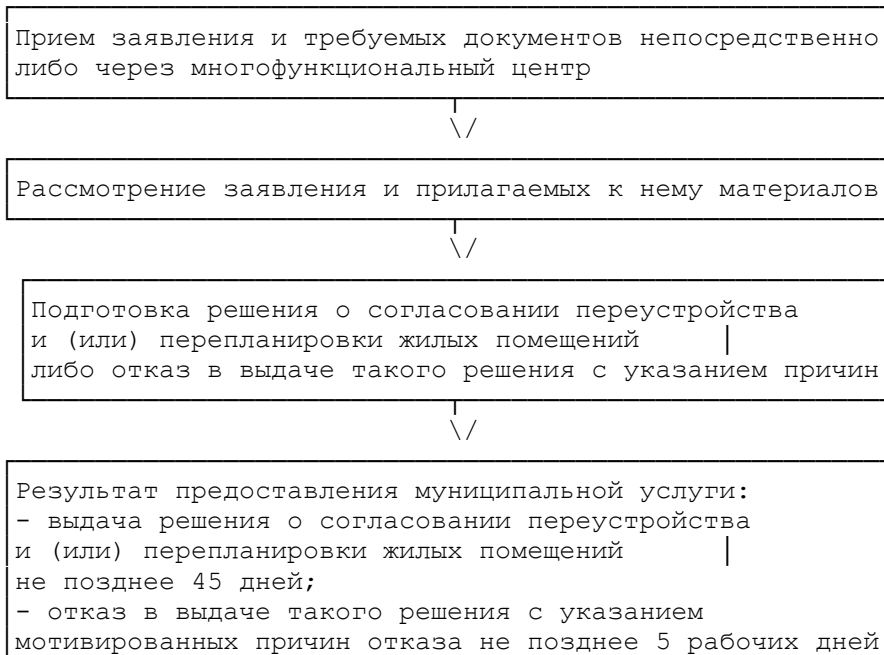 Прием заявления и требуемых документов непосредственно
либо через многофункциональный центр
\/
Рассмотрение заявления и прилагаемых к нему материалов
\/
Подготовка решения о согласовании переустройства
и (или) перепланировки жилых помещений
либо отказ в выдаче такого решения с указанием причин
\/
Результат предоставления муниципальной услуги:
- выдача решения о согласовании переустройства
и (или) перепланировки жилых помещений
не позднее 45 дней;
- отказ в выдаче такого решения с указанием
мотивированных причин отказа не позднее 5 рабочих дней